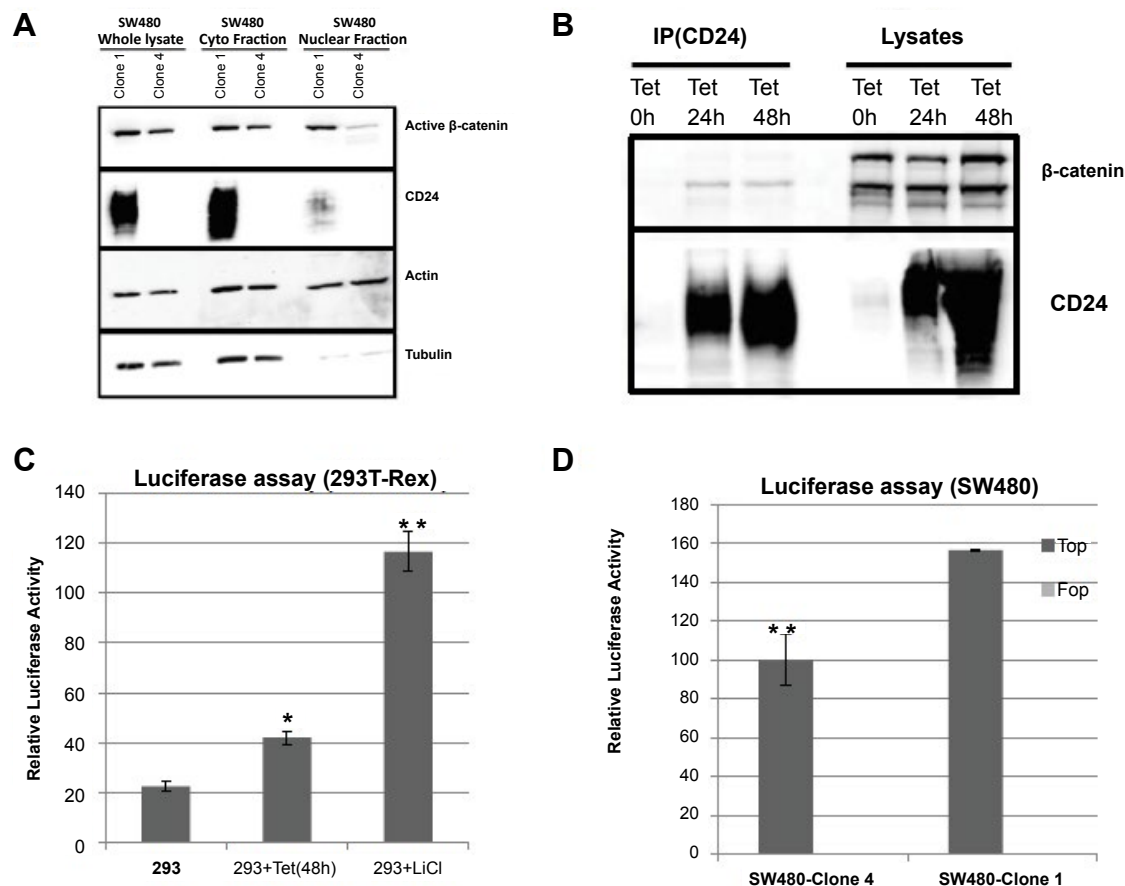 A
SW480 SW480 SW480
Whole lysate Cyto Fraction Nuclear Fraction
Clone 1 Clone 4 Clone 1 Clone 4 Clone 1 Clone 4
Active β-catenin
CD24
Actin
Tubulin
B
IP(CD24) Lysates
Tet Tet Tet Tet Tet Tet
0h 24h 48h 0h 24h 48h
β-catenin
CD24
C
Luciferase assay (293T-Rex)
Relative Luciferase Activity
140
120
100
80
60
40
20
0
* *
*
293 293+Tet(48h) 293+LiCl
D
Luciferase assay (SW480)
Relative Luciferase Activity
180
160
140
120
100
80
60
40
20
0
* *
Top
Fop
SW480-Clone 4 SW480-Clone 1